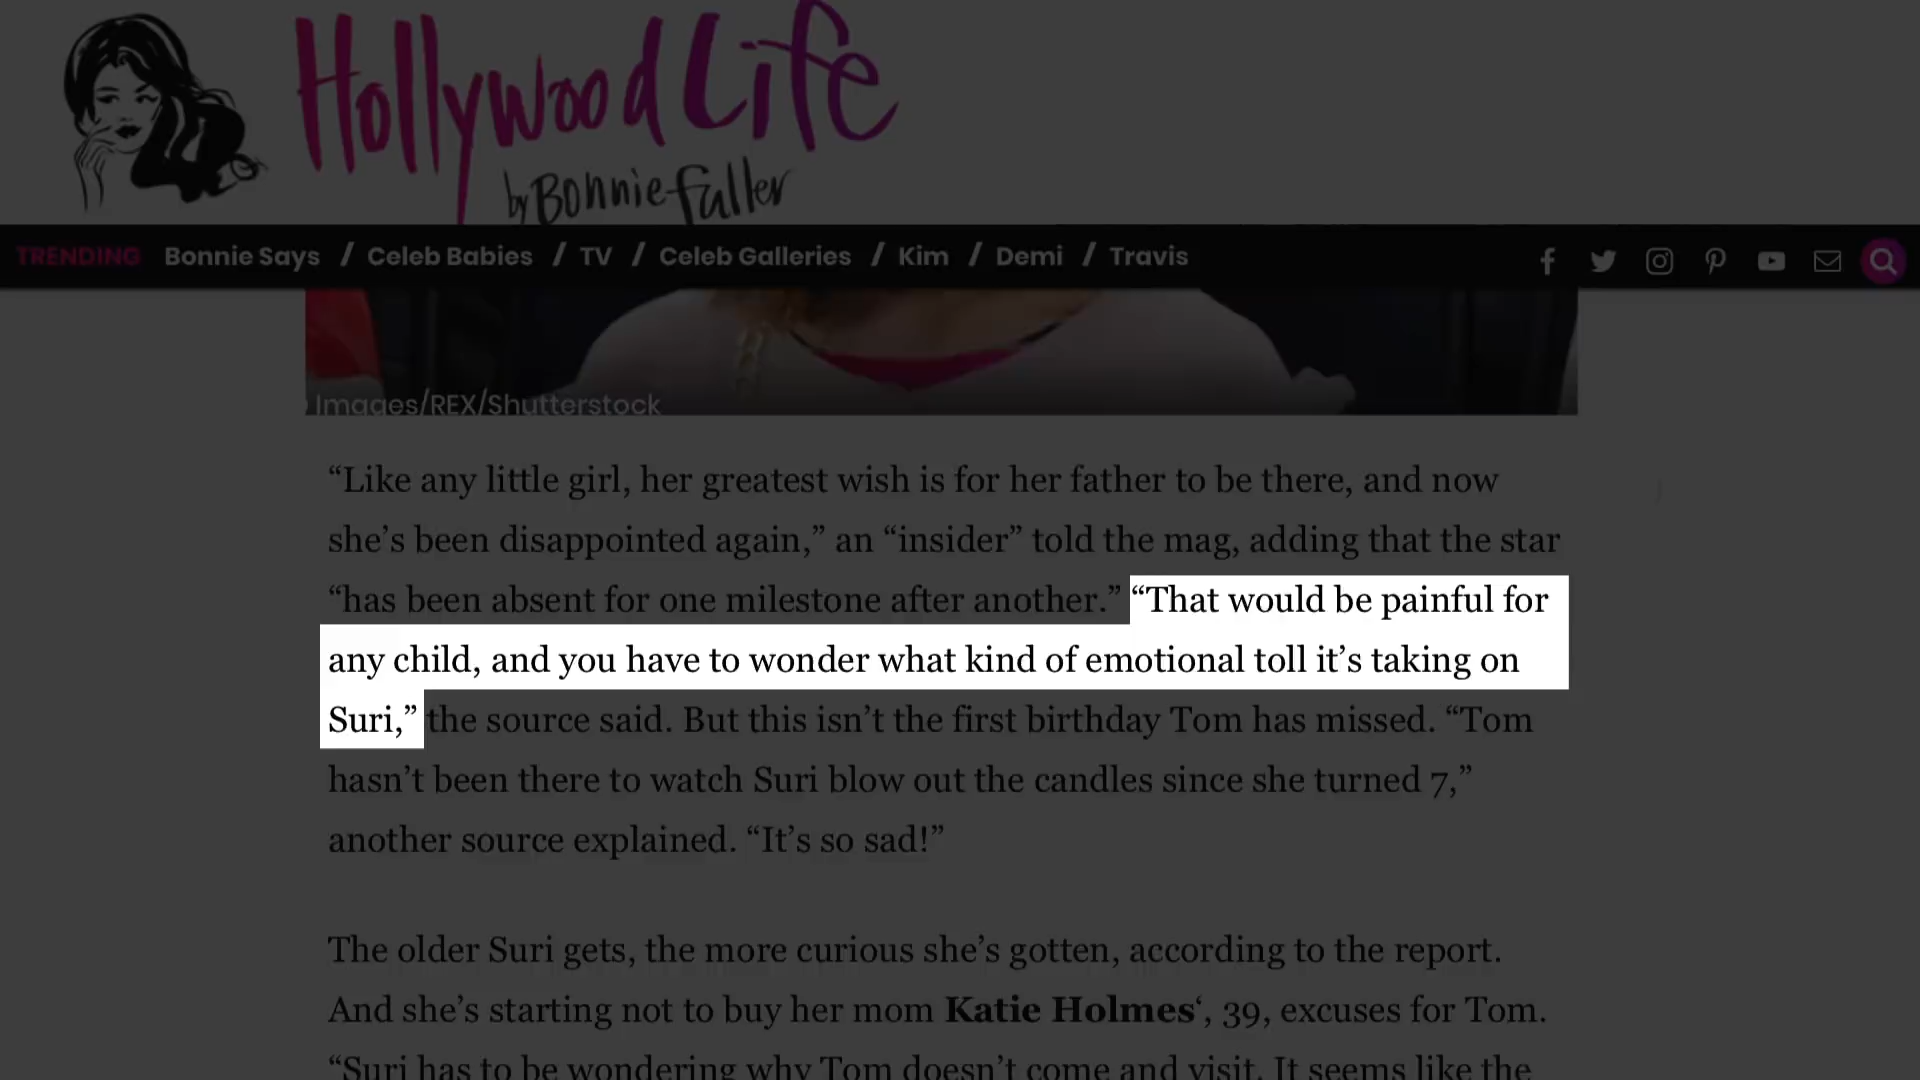 Hollywood Life
by Bonnie Fuller
TRENDING Bonnie Says / Celeb Babies / TV / Celeb Galleries / Kim / Demi / Travis
Images/REX/Shutterstock
“Like any little girl, her greatest wish is for her father to be there, and now
she’s been disappointed again,” an “insider” told the mag, adding that the star
“has been absent for one milestone after another.” “That would be painful for
any child, and you have to wonder what kind of emotional toll it’s taking on
Suri,” the source said. But this isn’t the first birthday Tom has missed. “Tom
hasn’t been there to watch Suri blow out the candles since she turned 7,”
another source explained. “It’s so sad!”
The older Suri gets, the more curious she’s gotten, according to the report.
And she’s starting not to buy her mom Katie Holmes‘, 39, excuses for Tom.
“Suri has to be wondering why Tom doesn’t come and visit. It seems like the